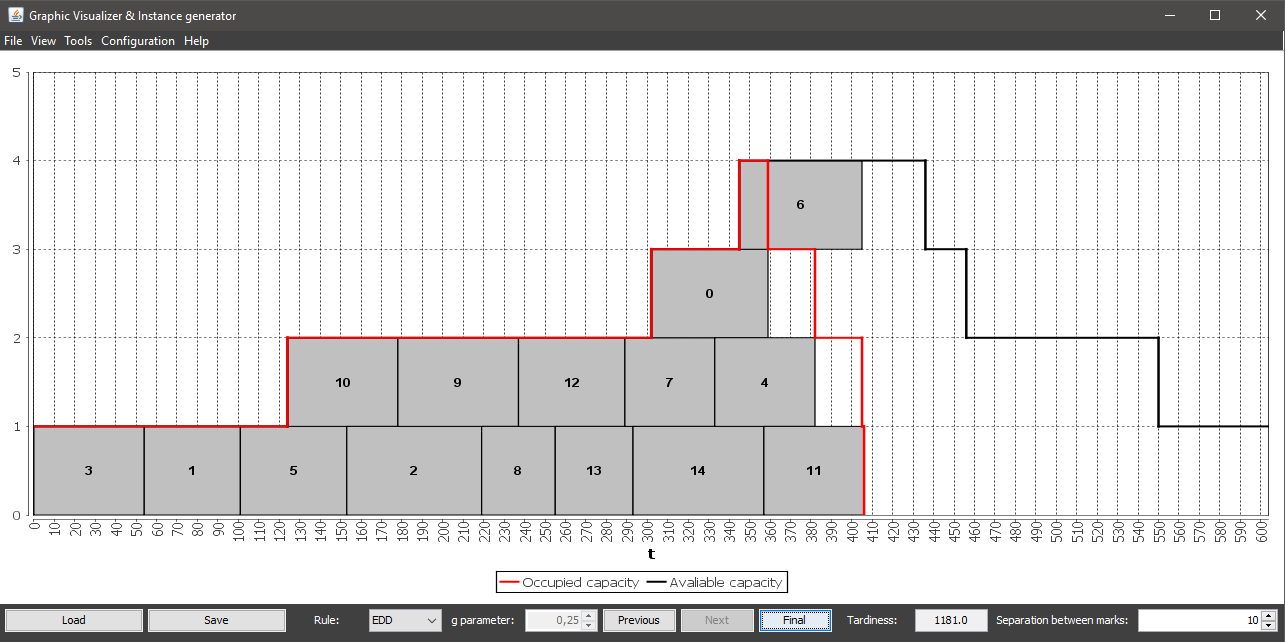 Graphic Visualizer & Instance generator
File View Tools Configuration Help
5
4
6
3
0
2
10 9 12 7 4
1
3 1 5 2 8 13 14 11
0
0 10 20 30 40 50 60 70 80 90 100 110 120 130 140 150 160 170 180 190 200 210 220 230 240 250 260 270 280 290 300 310 320 330 340 350 360 370 380 390 400 410 420 430 440 450 460 470 480 490 500 510 520 530 540 550 560 570 580 590 600
t
Occupied capacity Avaliable capacity
Load Save Rule: EDD g parameter: 0,25 Previous Next Final Tardiness: 1181.0 Separation between marks: 10